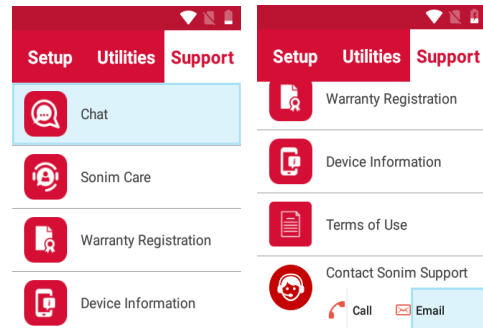 Setup Utilities Support
Chat
Sonim Care
Warranty Registration
Device Information
Setup Utilities Support
Warranty Registration
Device Information
Terms of Use
Contact Sonim Support
Call Email